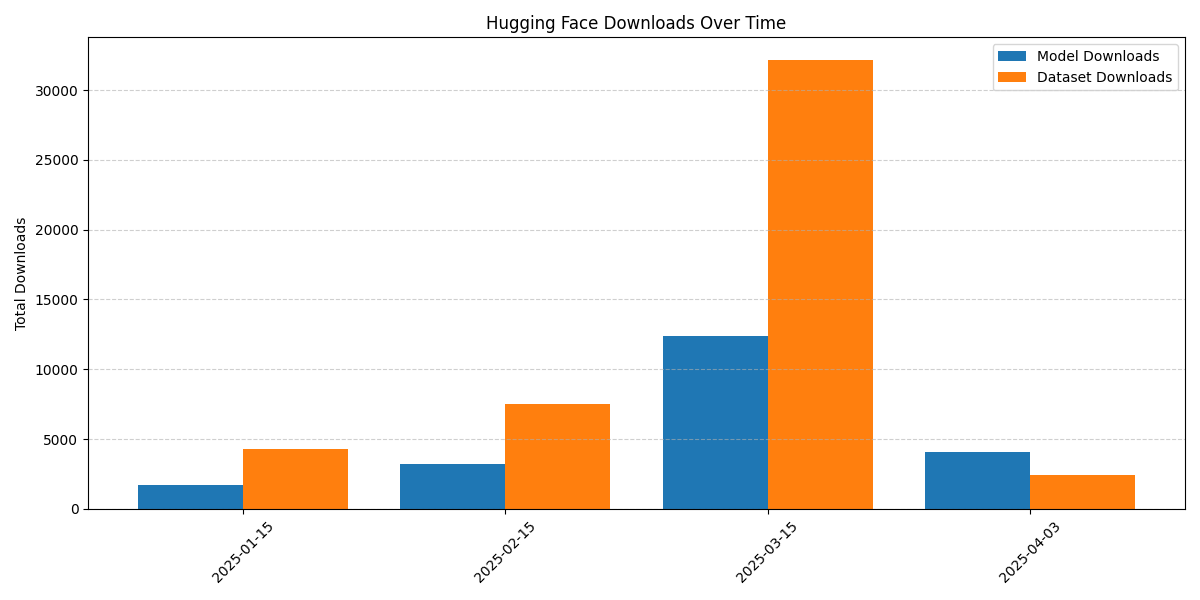 Hugging Face Downloads Over Time
Model Downloads
Dataset Downloads
Total Downloads
30000
25000
20000
15000
10000
5000
0
2025-01-15
2025-02-15
2025-03-15
2025-04-03